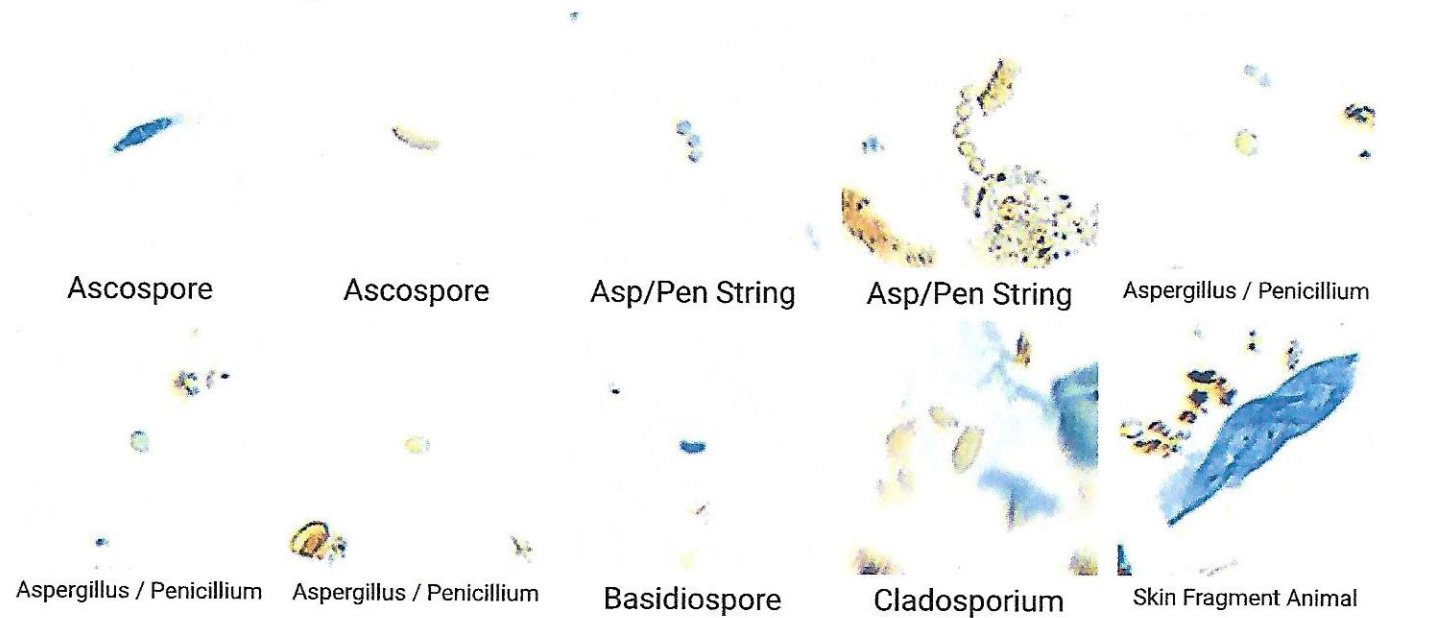 Ascospore
Ascospore
Asp/Pen String
Asp/Pen String
Aspergillus / Penicillium
Aspergillus / Penicillium
Aspergillus / Penicillium
Basidiospore
Cladosporium
Skin Fragment Animal